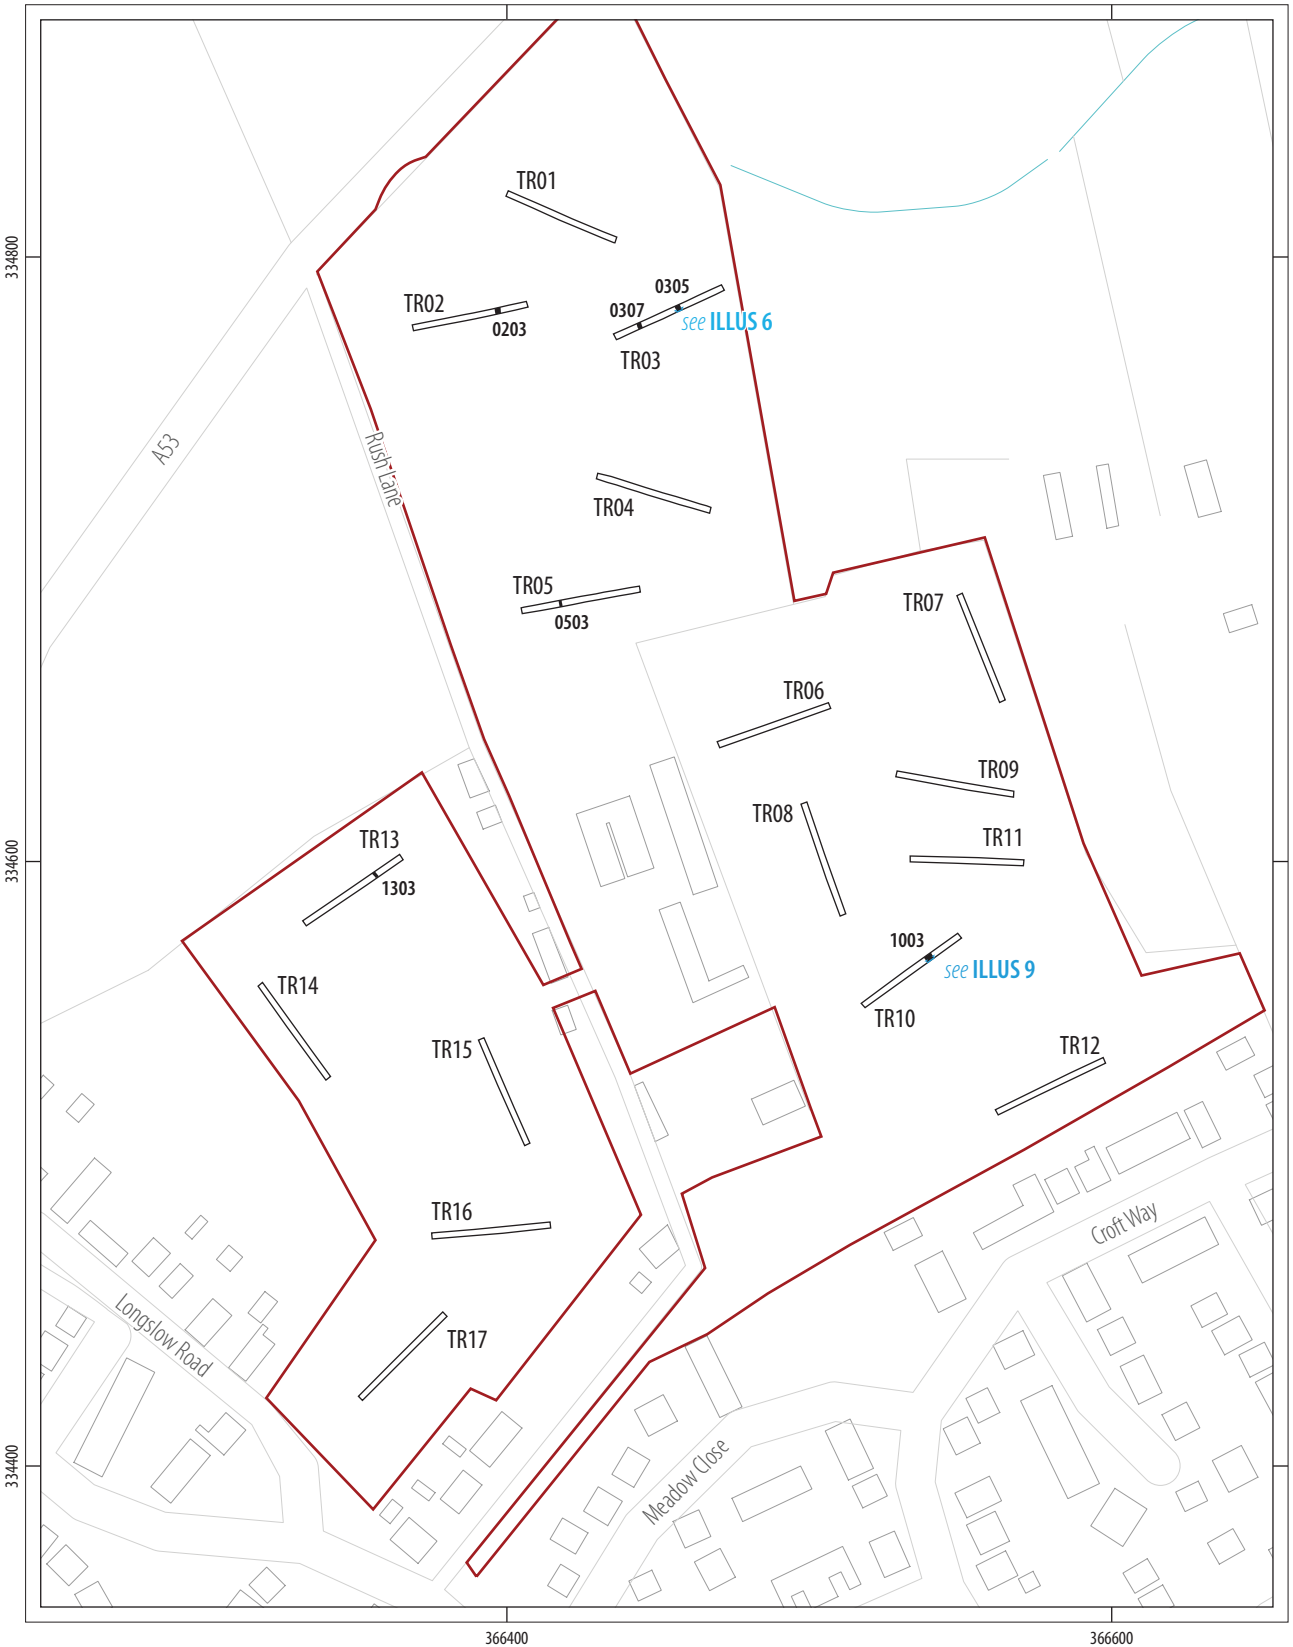 TR01
334800
0305
TR02
0307
see ILLUS 6
0203
TR03
A53
Rush Lane
TR04
TR05
0503
TR07
TR06
TR09
TR08
TR11
334600
TR13
1303
1003
see ILLUS 9
TR14
TR10
TR15
TR12
TR16
Croft Way
Longslow Road
TR17
334400
Meadow Close
366400
366600